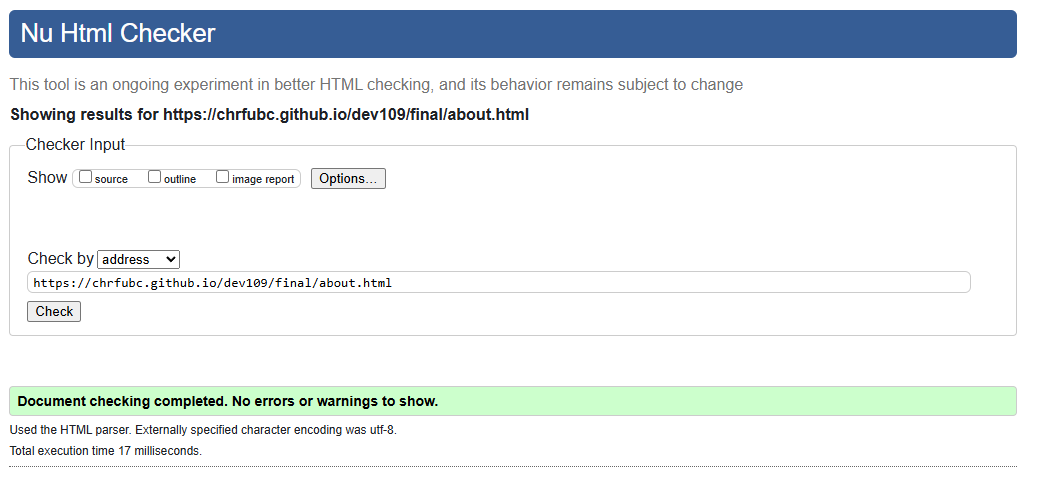 Nu Html Checker
This tool is an ongoing experiment in better HTML checking, and its behavior remains subject to change
Showing results for https://chrfubc.github.io/dev109/final/about.html
Checker Input
Show source outline image report Options...
Check by address
https://chrfubc.github.io/dev109/final/about.html
Check
Document checking completed. No errors or warnings to show.
Used the HTML parser. Externally specified character encoding was utf-8.
Total execution time 17 milliseconds.